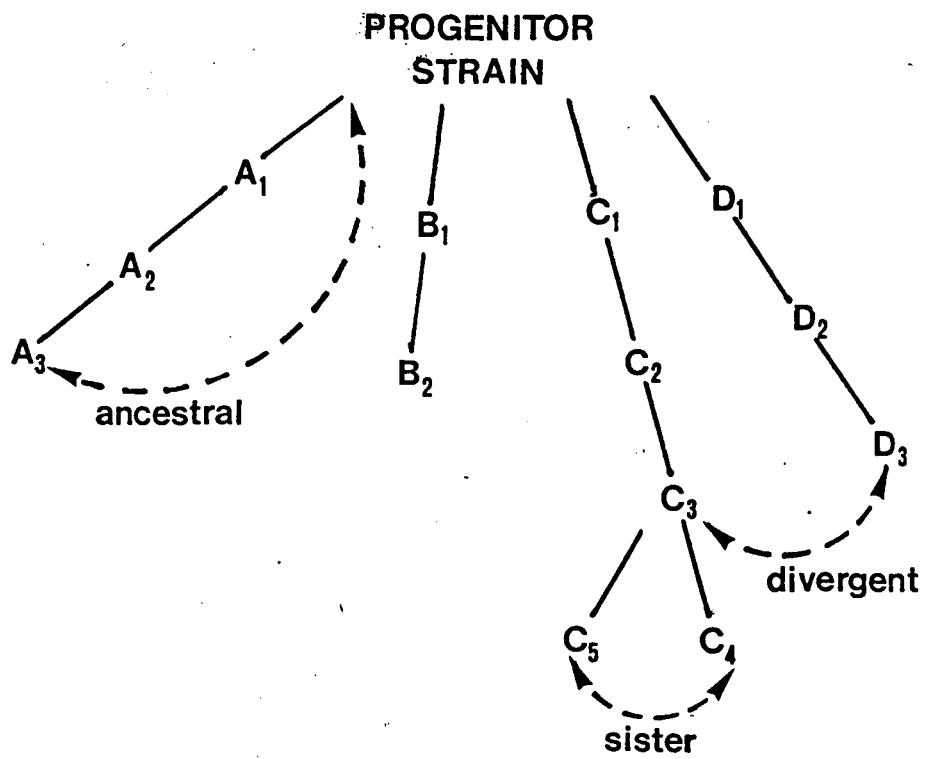 PROGENITOR
STRAIN
A₁
A₂
A₃
ancestral
B₁
B₂
C₁
C₂
C₃
C₅
C₄
sister
D₁
D₂
D₃
divergent